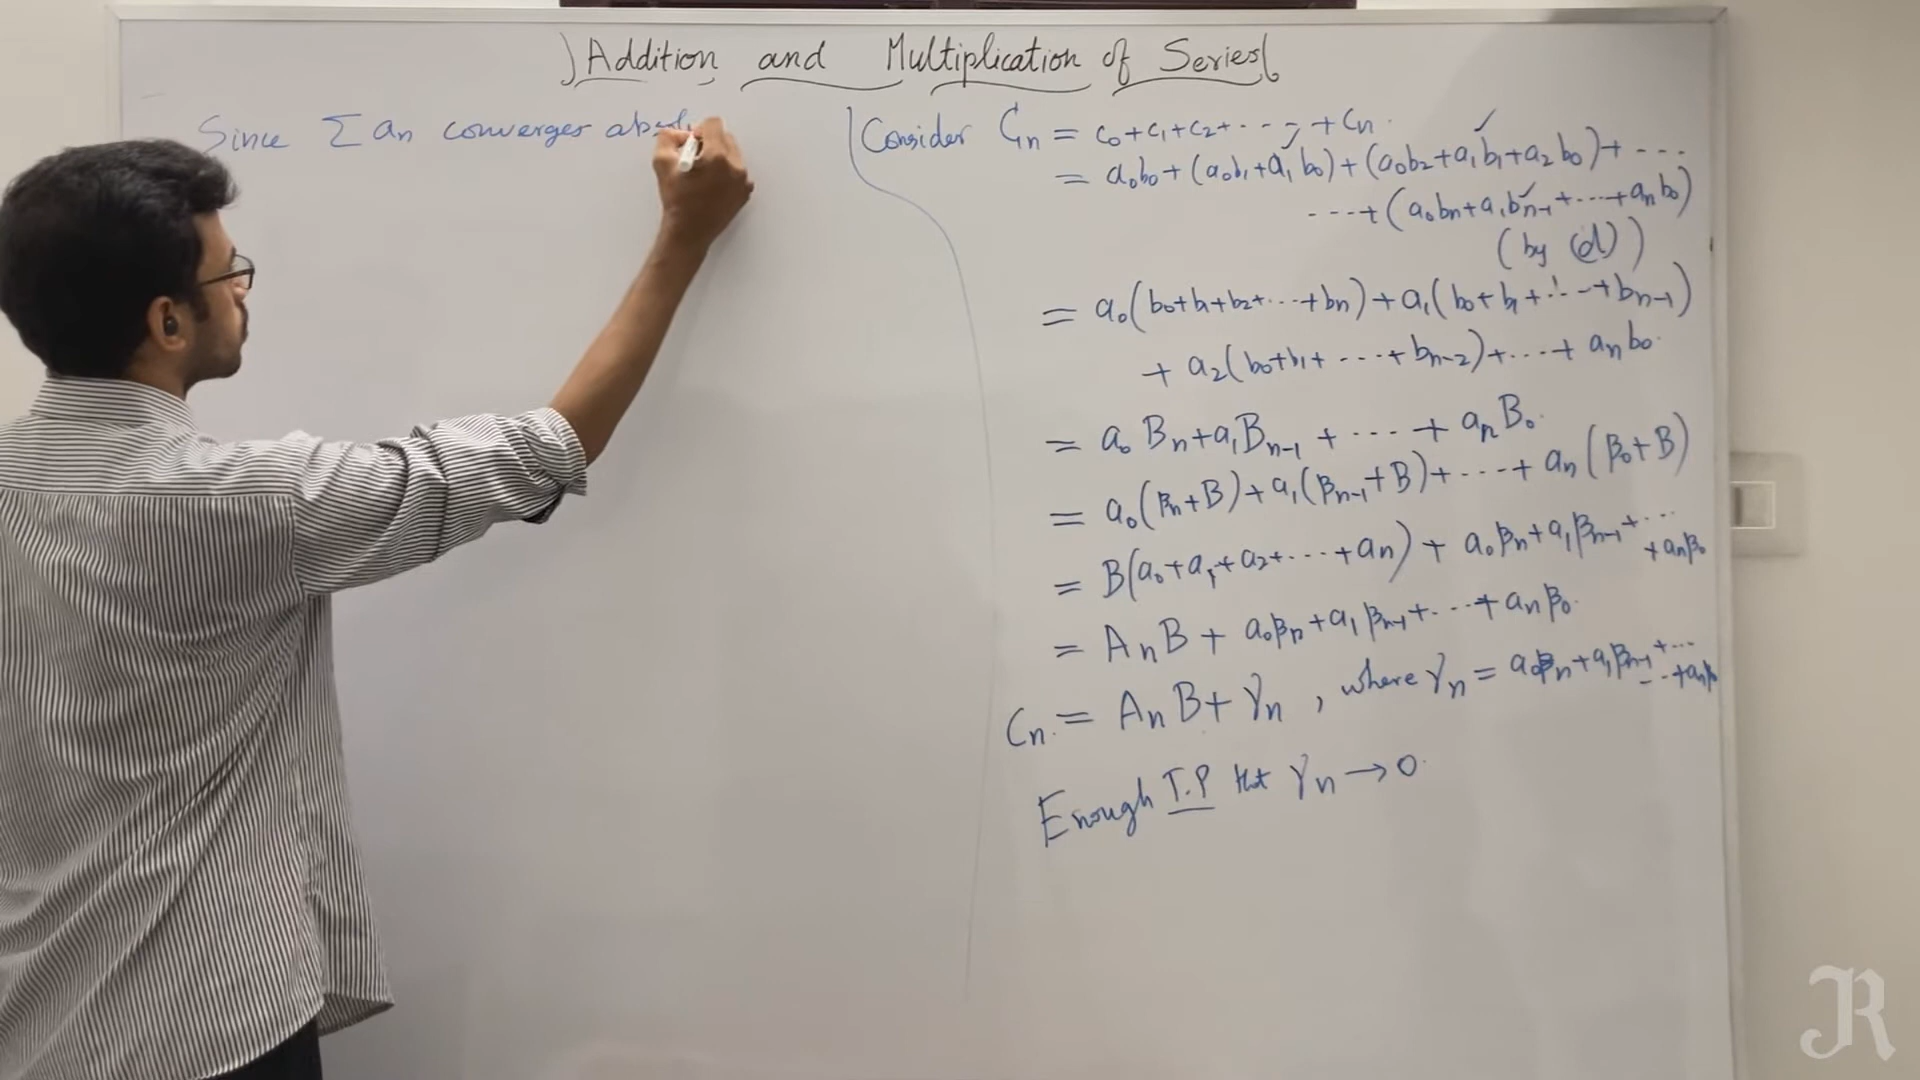 Addition and Multiplication of Series
Since Σ an converges absol
Consider Cn = c0+c1+c2+...+cn.
= a0b0+(a0b1+a1b0)+(a0b2+a1b1+a2b0)+...
...+(a0bn+a1bn-1+...+anb0)
(by (d))
= a0(b0+b1+b2+...+bn)+a1(b0+b1+...+bn-1)
+ a2(b0+b1+...+bn-2)+...+ anb0.
= a0 Bn+a1Bn-1 + ... + anB0.
= a0(βn+B)+a1(βn-1+B)+...+ an(β0+B)
= B(a0+a1+a2+...+an) + a0βn+a1βn-1+... +anβ0
= AnB + a0βn+a1βn-1+...+anβ0.
Cn = AnB+γn, where γn = a0βn+a1βn-1+... ..+anβ0
Enough T.P that γn→0.
R